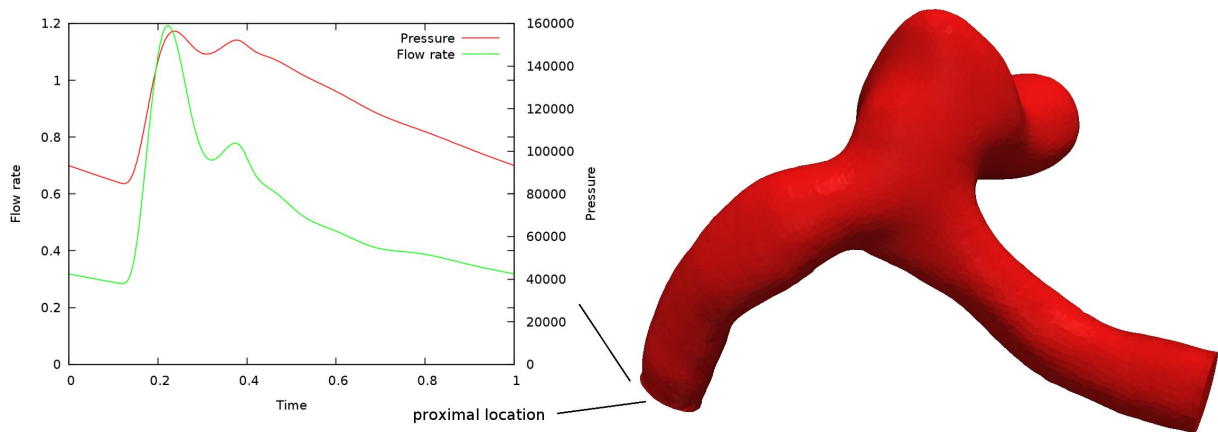 1.2
1
0.8
0.6
0.4
0.2
0
Flow rate
Pressure
Flow rate
160000
140000
120000
100000
80000
60000
40000
20000
0
Pressure
0 0.2 0.4 0.6 0.8 1
Time
proximal location